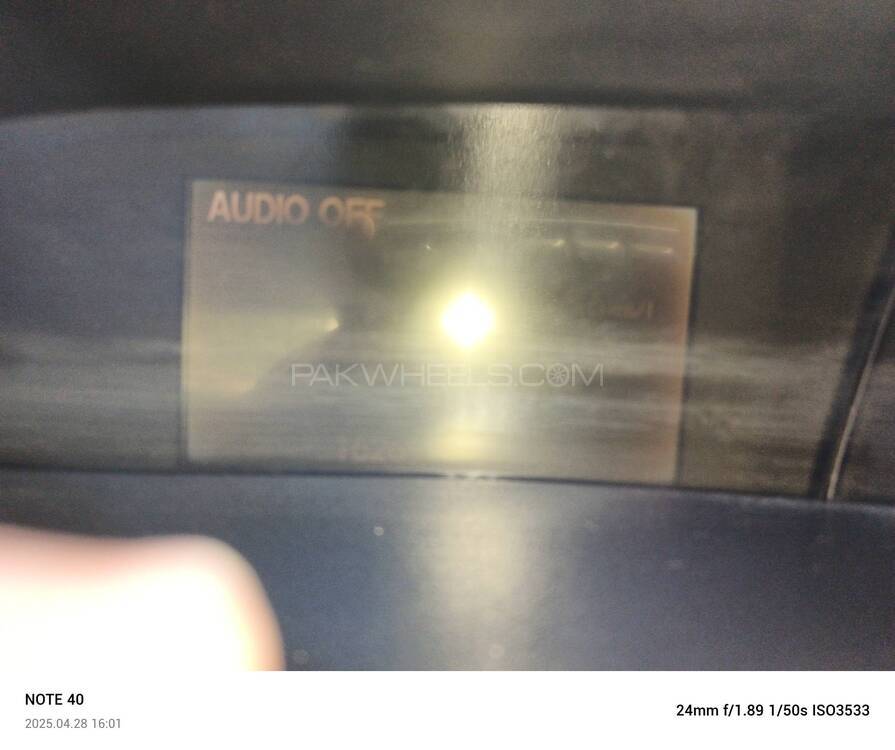 AUDIO OFF
PAKWHEELS.COM
NOTE 40
24mm f/1.89 1/50s ISO3533
2025.04.28 16:01